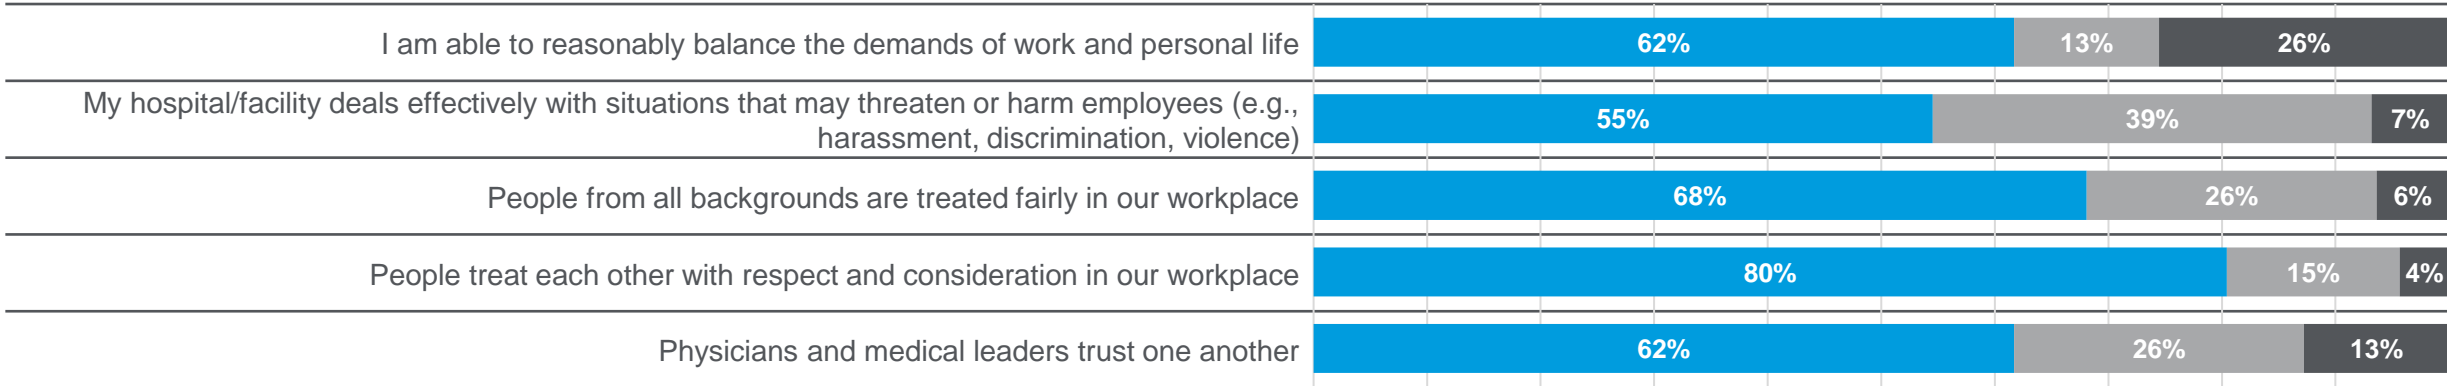 I am able to reasonably balance the demands of work and personal life 62% 13% 26%
My hospital/facility deals effectively with situations that may threaten or harm employees (e.g.,
harassment, discrimination, violence) 55% 39% 7%
People from all backgrounds are treated fairly in our workplace 68% 26% 6%
People treat each other with respect and consideration in our workplace 80% 15% 4%
Physicians and medical leaders trust one another 62% 26% 13%